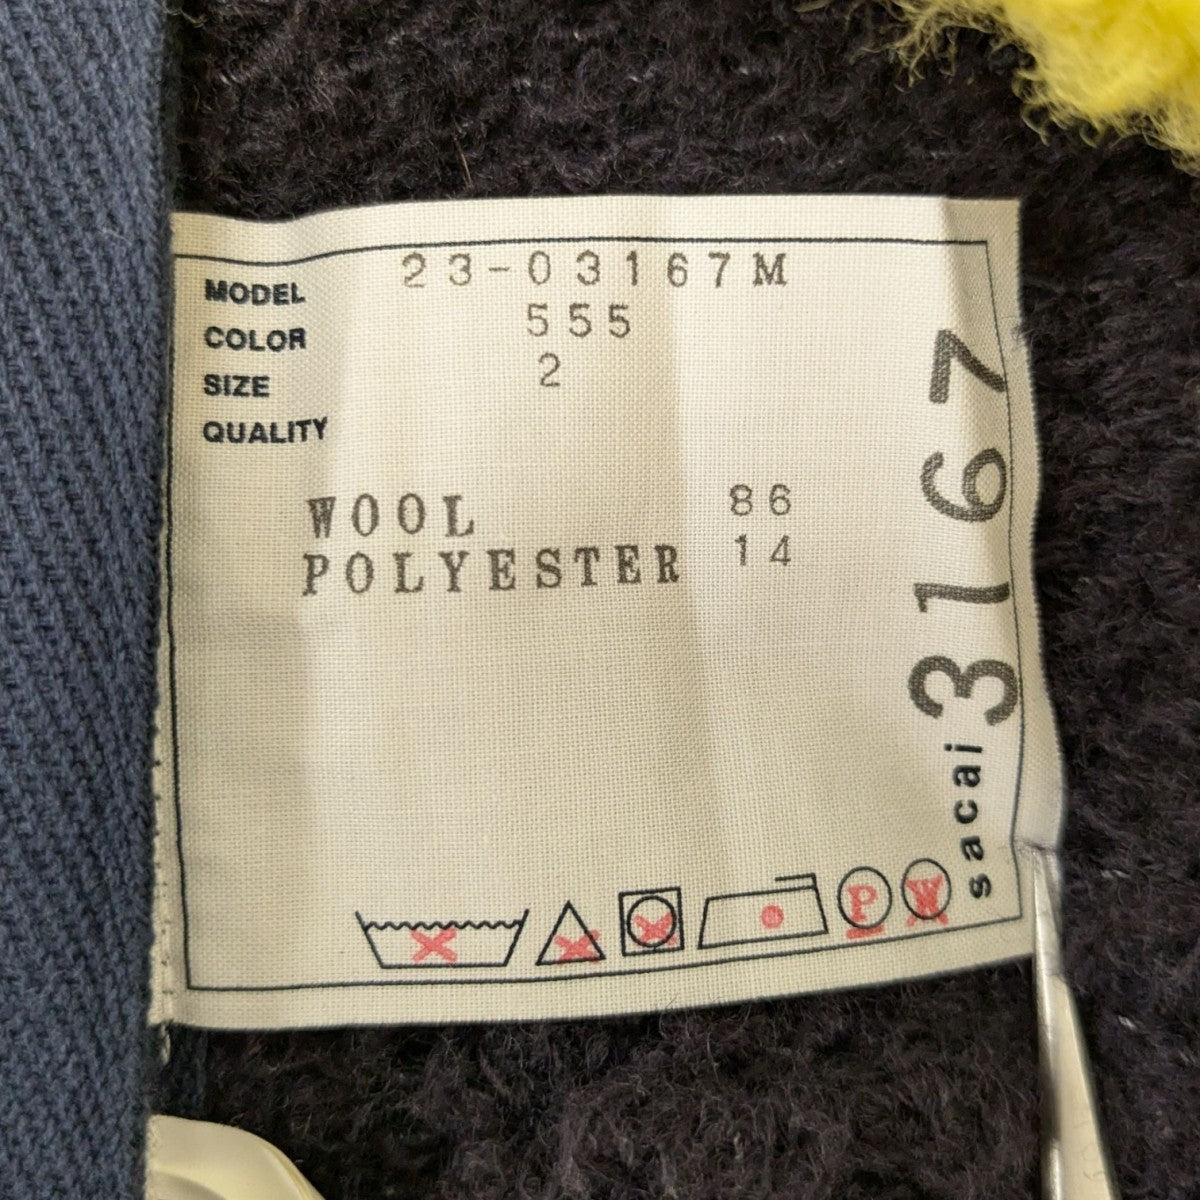 MODEL 23-03167M
COLOR 555
SIZE 2
QUALITY
WOOL 86
POLYESTER 14
sacai 3167
P
W